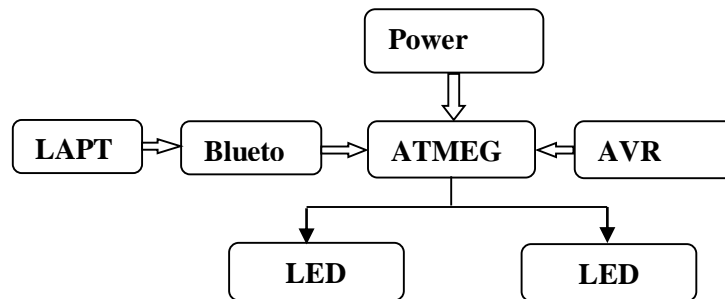 Power
LAPT
Blueto
ATMEG
AVR
LED
LED